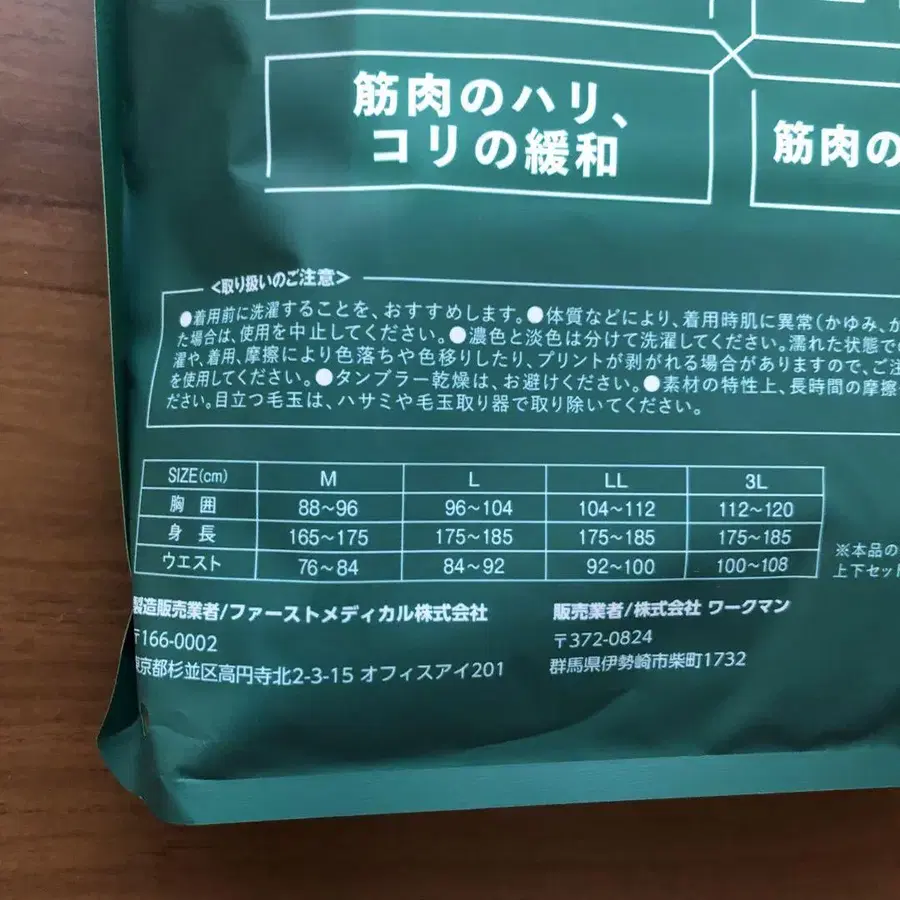 筋肉のハリ、
コリの緩和
筋肉の
<取り扱いのご注意>
●着用前に洗濯することを、おすすめします。●体質などにより、着用時肌に異常(かゆみ、か
た場合は、使用を中止してください。●濃色と淡色は分けて洗濯してください。濡れた状態での
濯や、着用、摩擦により色落ちや色移りしたり、プリントが剥がれる場合がありますので、ご注
を使用してください。●タンブラー乾燥は、お避けください。●素材の特性上、長時間の摩擦
ださい。目立つ毛玉は、ハサミや毛玉取り器で取り除いてください。
SIZE(cm) M L LL 3L
胸囲 88~96 96~104 104~112 112~120
身長 165~175 175~185 175~185 175~185
ウエスト 76~84 84~92 92~100 100~108
※本品の
上下セット
製造販売業者/ファーストメディカル株式会社
〒166-0002
東京都杉並区高円寺北2-3-15 オフィスアイ201
販売業者/株式会社 ワークマン
〒372-0824
群馬県伊勢崎市柴町1732